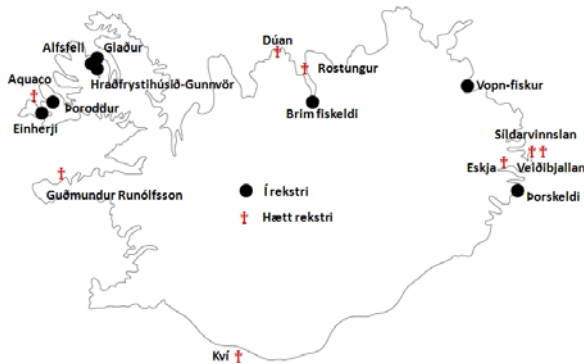 Alfsfell
Glaður
Dúan
Aquaco
Hraðfrystihúsið-Gunnvör
Rostungur
Þoroddur
Vopn-fiskur
Einherji
Brim fiskeldi
Síldarvinnslan
Eskja
Veiðibjallan
Guðmundur Runólfsson
Í rekstri
Þorskeldi
Hætt rekstri
Kví